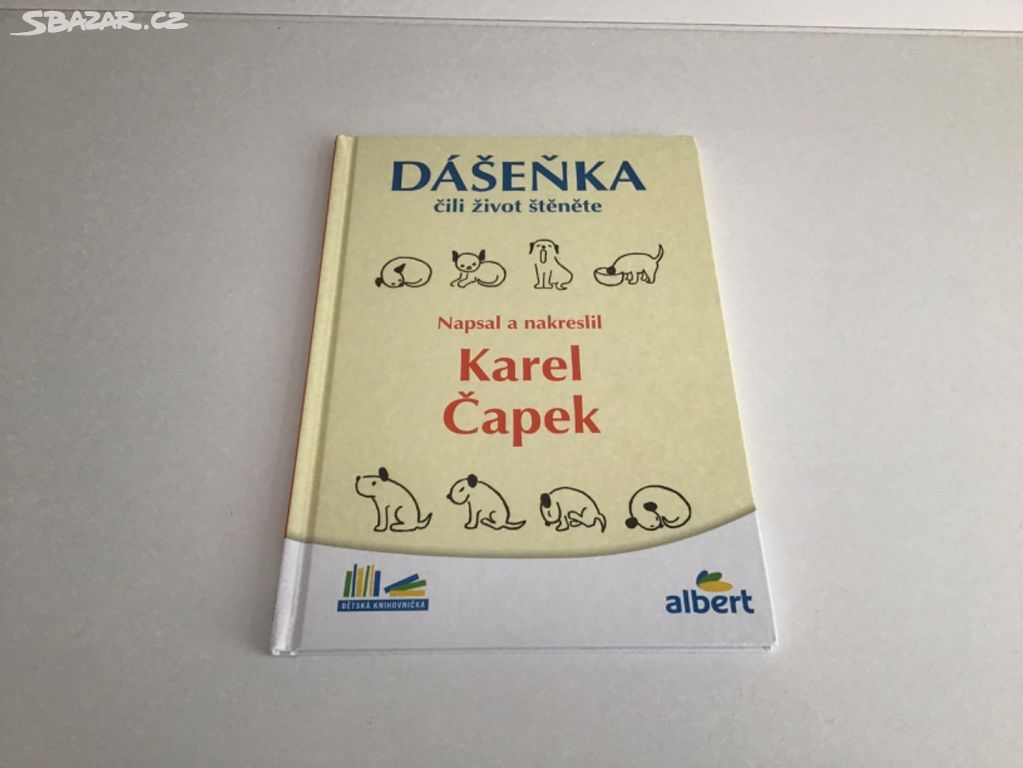 SBAZAR.CZ
DÁŠEŇKA
čili život štěněte
Napsal a nakreslil
Karel
Čapek
DĚTSKÁ KNIHOVNIČKA
albert